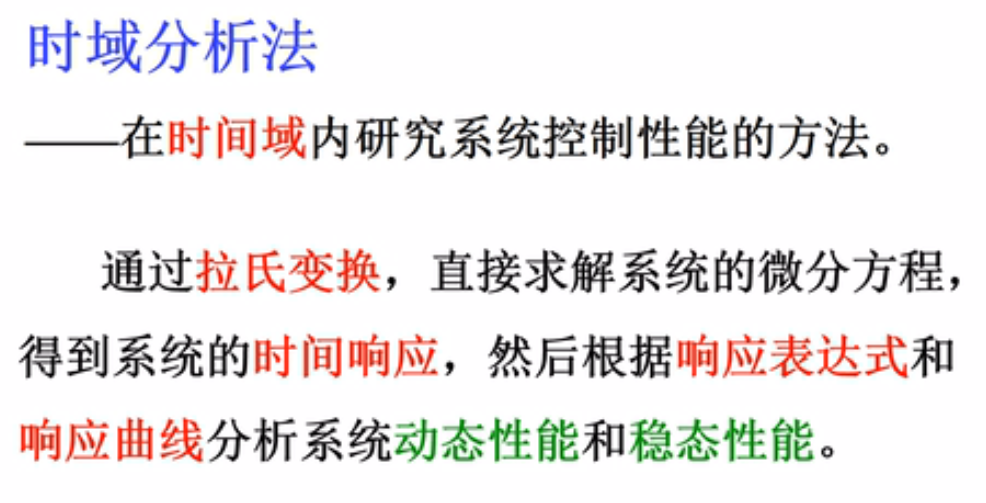 时域分析法
——在时间域内研究系统控制性能的方法。
通过拉氏变换，直接求解系统的微分方程，
得到系统的时间响应，然后根据响应表达式和
响应曲线分析系统动态性能和稳态性能。